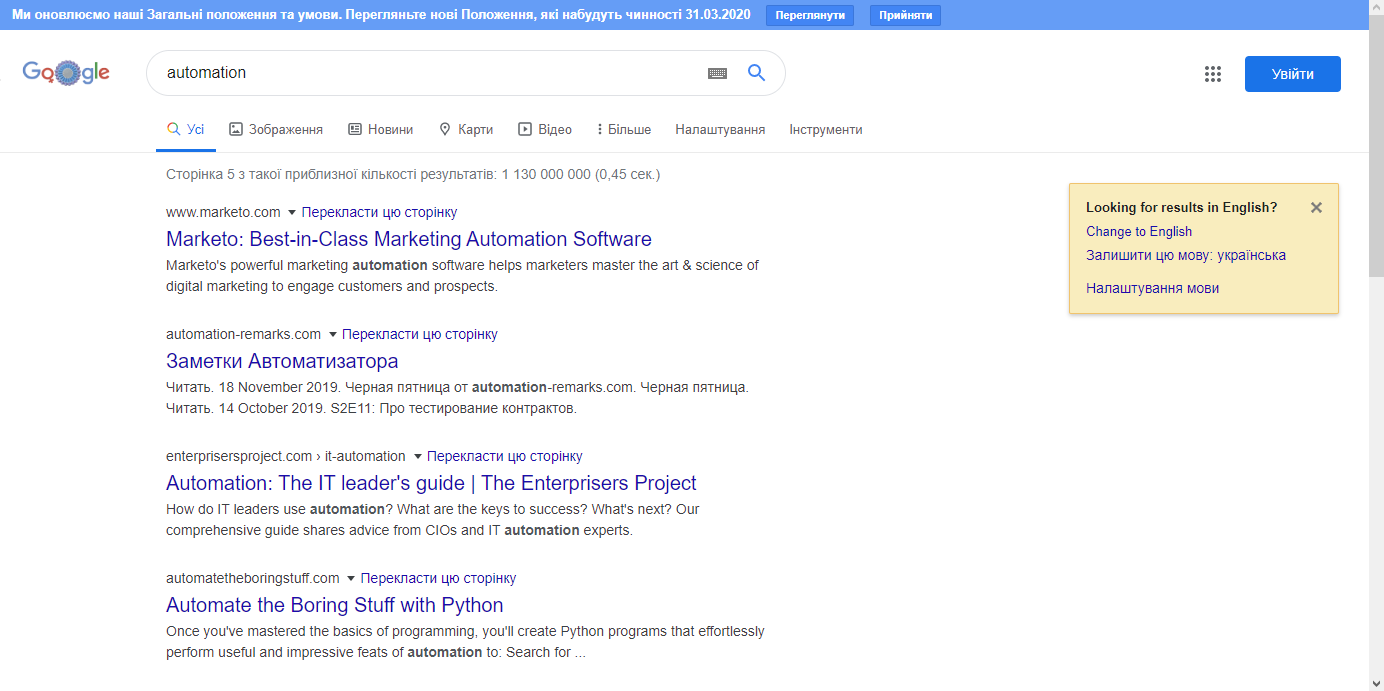 Ми оновлюємо наші Загальні положення та умови. Перегляньте нові Положення, які набудуть чинності 31.03.2020 Переглянути Прийняти
Google automation Увійти
Усі Зображення Новини Карти Відео Більше Налаштування Інструменти
Сторінка 5 з такої приблизної кількості результатів: 1 130 000 000 (0,45 сек.)
www.marketo.com Перекласти цю сторінку
Marketo: Best-in-Class Marketing Automation Software
Marketo's powerful marketing automation software helps marketers master the art & science of
digital marketing to engage customers and prospects.
automation-remarks.com Перекласти цю сторінку
Заметки Автоматизатора
Читать. 18 November 2019. Черная пятница от automation-remarks.com. Черная пятница.
Читать. 14 October 2019. S2E11: Про тестирование контрактов.
enterprisersproject.com › it-automation Перекласти цю сторінку
Automation: The IT leader's guide | The Enterprisers Project
How do IT leaders use automation? What are the keys to success? What's next? Our
comprehensive guide shares advice from CIOs and IT automation experts.
automatetheboringstuff.com Перекласти цю сторінку
Automate the Boring Stuff with Python
Once you've mastered the basics of programming, you'll create Python programs that effortlessly
perform useful and impressive feats of automation to: Search for ...
Looking for results in English?
Change to English
Залишити цю мову: українська
Налаштування мови